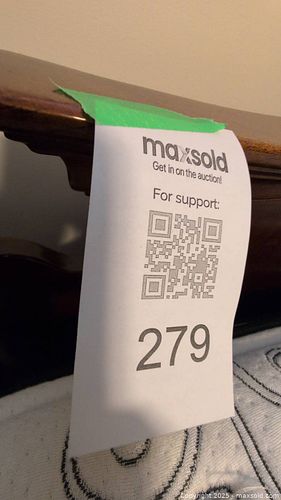 maxsold
Get in on the auction!
For support:
279
Copyright 2025 - maxsold.com